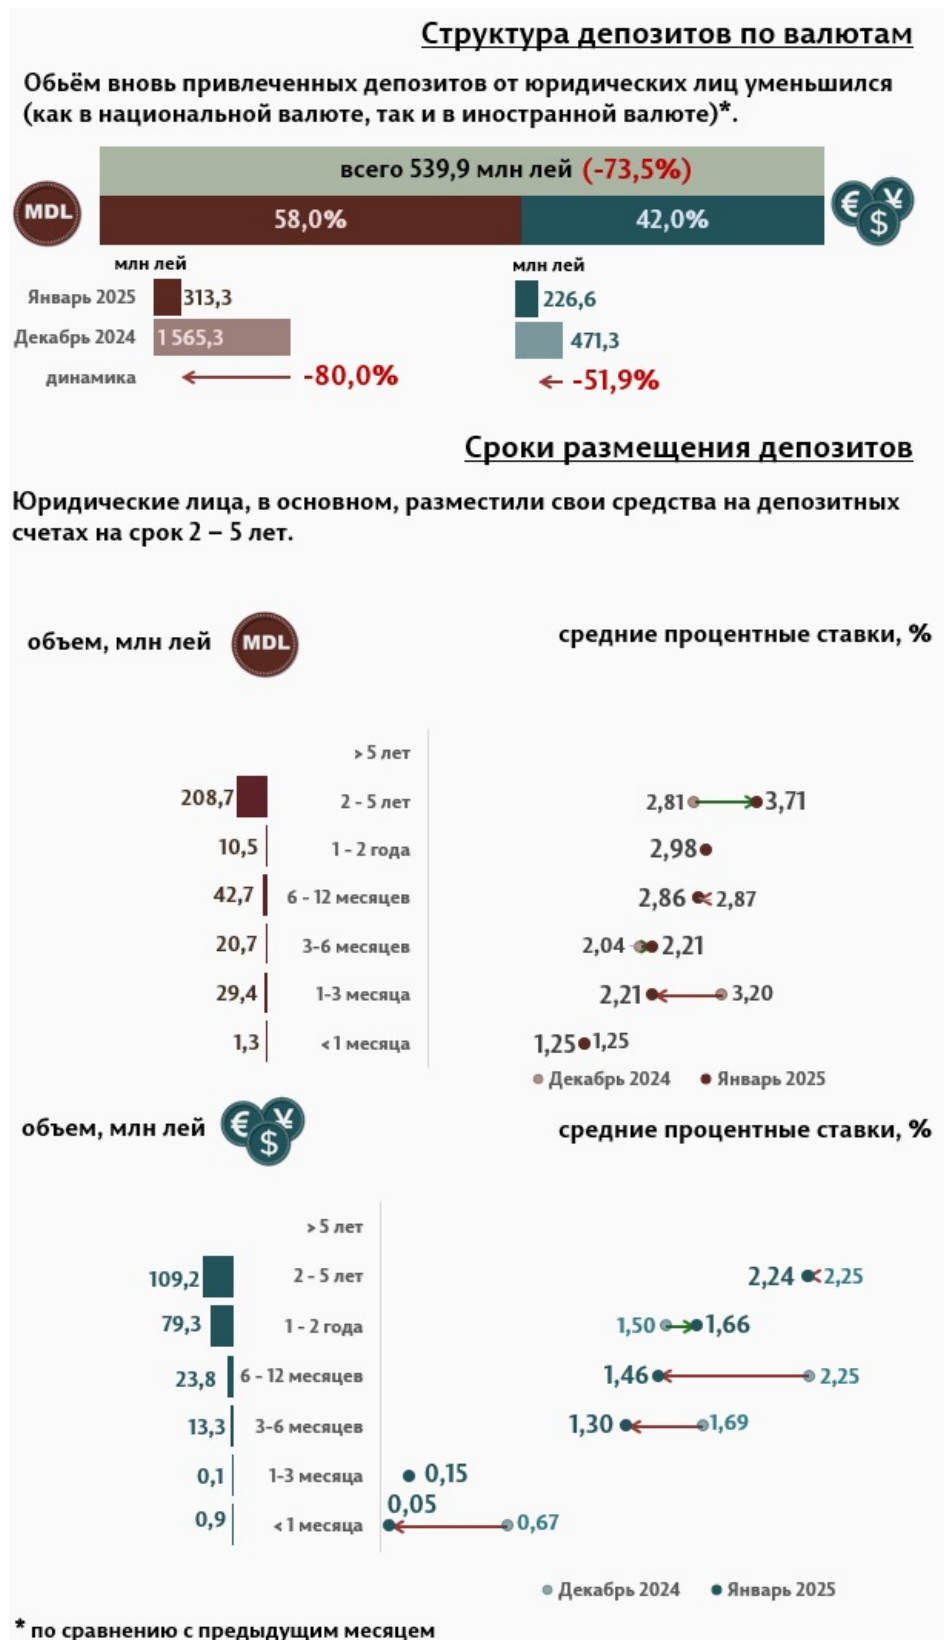 Структура депозитов по валютам
Обьём вновь привлеченных депозитов от юридических лиц уменьшился
(как в национальной валюте, так и в иностранной валюте)*.
всего 539,9 млн лей (-73,5%)
MDL 58,0% 42,0% € ¥ $
млн лей млн лей
Январь 2025 313,3 226,6
Декабрь 2024 1 565,3 471,3
динамика -80,0% -51,9%
Сроки размещения депозитов
Юридические лица, в основном, разместили свои средства на депозитных
счетах на срок 2 – 5 лет.
объем, млн лей MDL средние процентные ставки, %
> 5 лет
208,7 2 - 5 лет 2,81 3,71
10,5 1 - 2 года 2,98
42,7 6 - 12 месяцев 2,86 2,87
20,7 3-6 месяцев 2,04 2,21
29,4 1-3 месяца 2,21 3,20
1,3 < 1 месяца 1,25 1,25
Декабрь 2024 Январь 2025
объем, млн лей € ¥ $ средние процентные ставки, %
> 5 лет
109,2 2 - 5 лет 2,24 2,25
79,3 1 - 2 года 1,50 1,66
23,8 6 - 12 месяцев 1,46 2,25
13,3 3-6 месяцев 1,30 1,69
0,1 1-3 месяца 0,15
0,05
0,9 < 1 месяца 0,67
Декабрь 2024 Январь 2025
* по сравнению с предыдущим месяцем